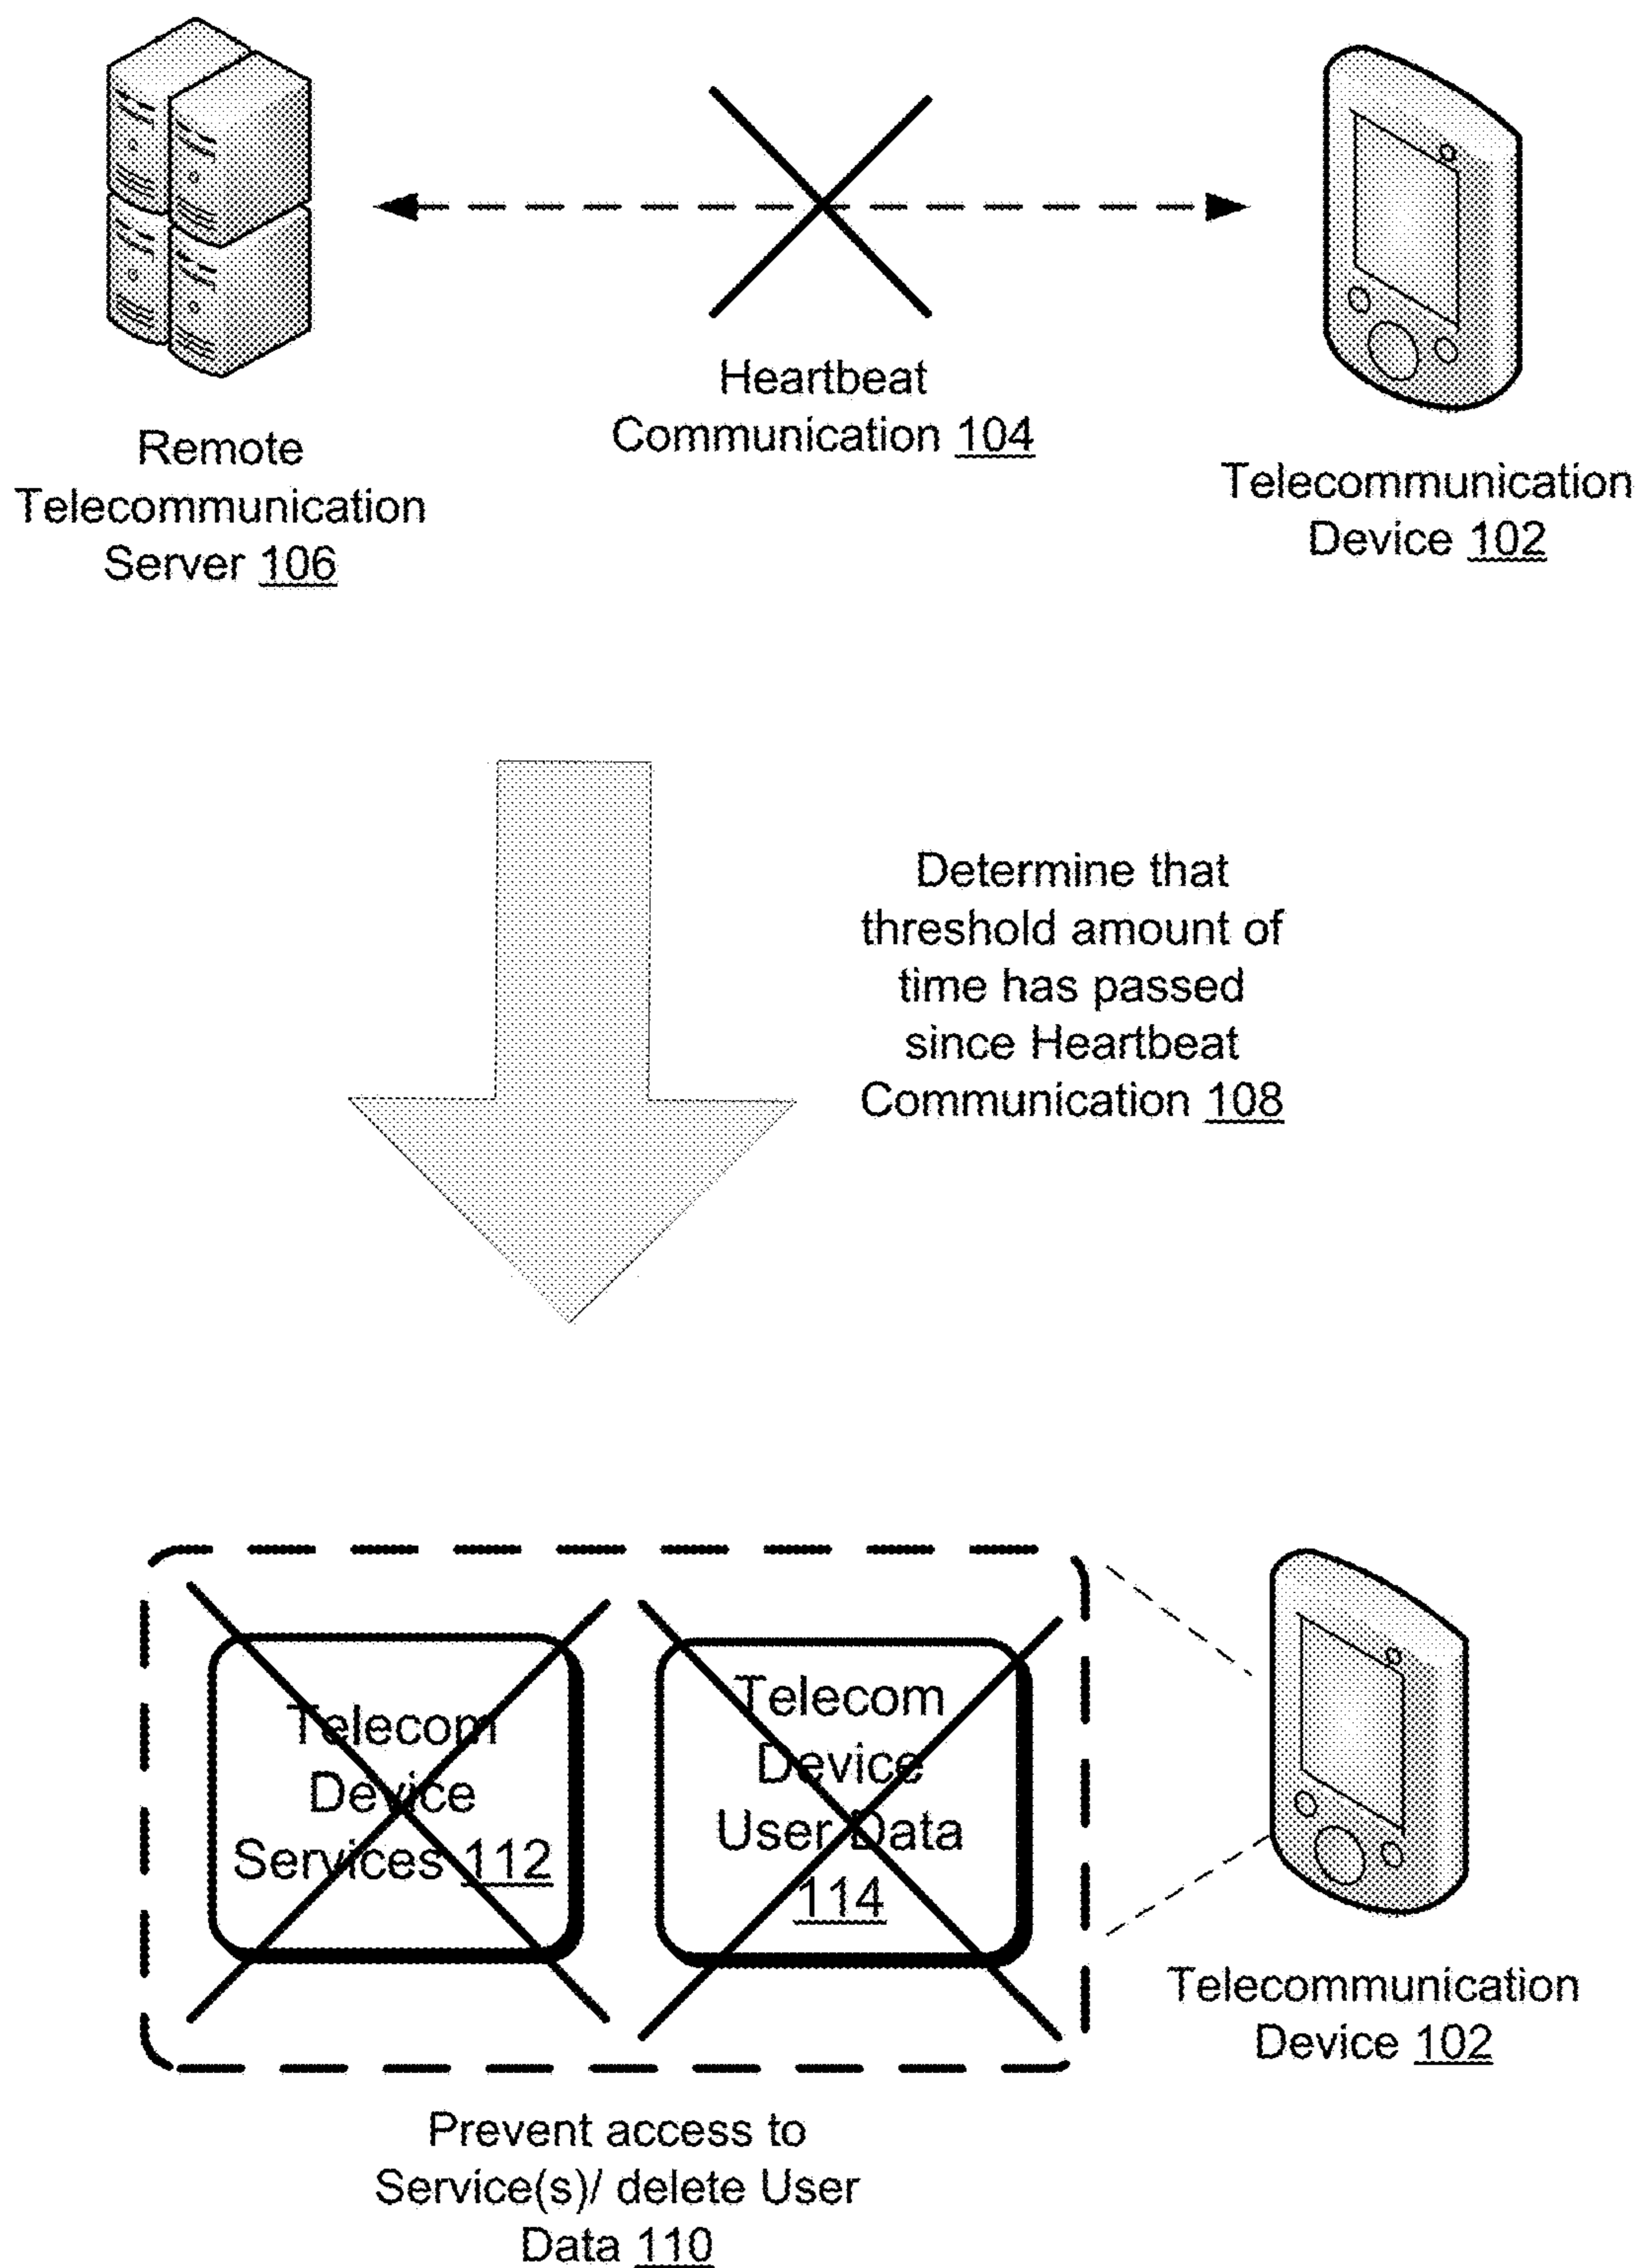 Heartbeat
Communication 104
Remote
Telecommunication
Server 106
Telecommunication
Device 102
Determine that
threshold amount of
time has passed
since Heartbeat
Communication 108
Telecom
Device
Services 112
Telecom
Device
User Data
114
Telecommunication
Device 102
Prevent access to
Service(s)/ delete User
Data 110